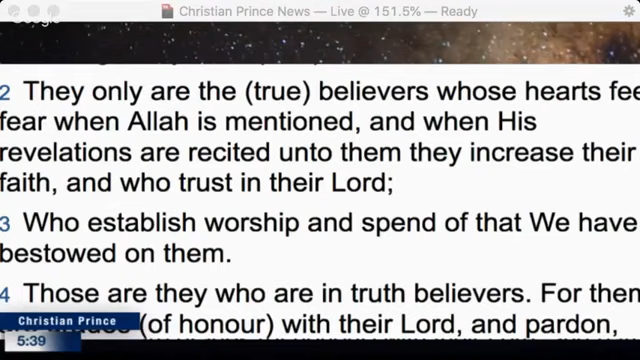 Christian Prince News — Live @ 151.5% — Ready
Google
2 They only are the (true) believers whose hearts fee
fear when Allah is mentioned, and when His
revelations are recited unto them they increase their
faith, and who trust in their Lord;
3 Who establish worship and spend of that We have
bestowed on them.
4 Those are they who are in truth believers. For them
(of honour) with their Lord, and pardon,
Christian Prince
5:39